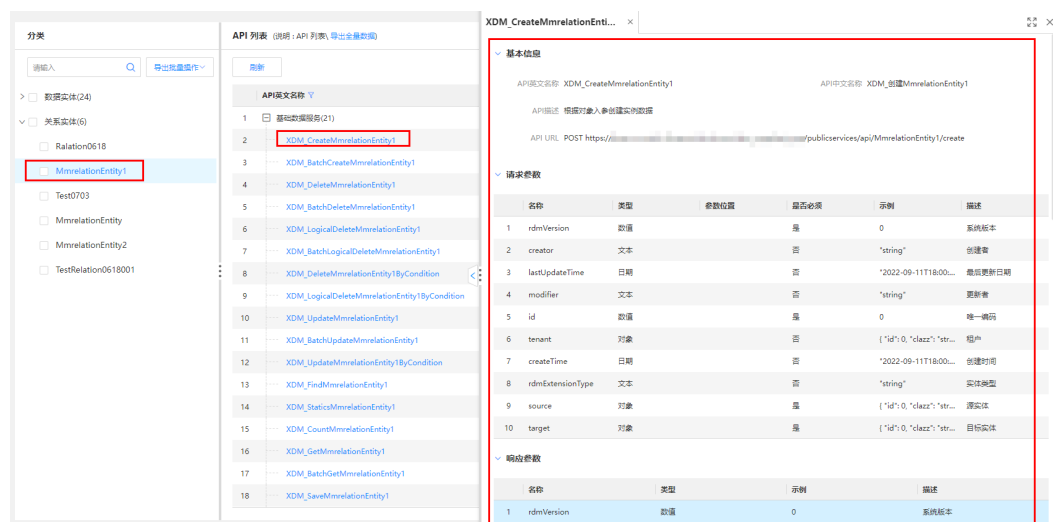 分类
请输入
导出批量操作
数据实体(24)
关系实体(6)
Ralation0618
MmrelationEntity1
Test0703
MmrelationEntity
MmrelationEntity2
TestRelation0618001
API 列表 (说明 : API 列表\ 导出全量数据)
刷新
API英文名称
1 基础数据服务(21)
2 XDM_CreateMmrelationEntity1
3 XDM_BatchCreateMmrelationEntity1
4 XDM_DeleteMmrelationEntity1
5 XDM_BatchDeleteMmrelationEntity1
6 XDM_LogicalDeleteMmrelationEntity1
7 XDM_BatchLogicalDeleteMmrelationEntity1
8 XDM_DeleteMmrelationEntity1ByCondition
9 XDM_LogicalDeleteMmrelationEntity1ByCondition
10 XDM_UpdateMmrelationEntity1
11 XDM_BatchUpdateMmrelationEntity1
12 XDM_UpdateMmrelationEntity1ByCondition
13 XDM_FindMmrelationEntity1
14 XDM_StaticsMmrelationEntity1
15 XDM_CountMmrelationEntity1
16 XDM_GetMmrelationEntity1
17 XDM_BatchGetMmrelationEntity1
18 XDM_SaveMmrelationEntity1
XDM_CreateMmrelationEnti... ×
基本信息
API英文名称 XDM_CreateMmrelationEntity1 API中文名称 XDM_创建MmrelationEntity1
API描述 根据对象入参创建实例数据
API URL POST https:/ /publicservices/api/MmrelationEntity1/create
请求参数
名称 类型 参数位置 是否必须 示例 描述
1 rdmVersion 数值 是 0 系统版本
2 creator 文本 否 "string" 创建者
3 lastUpdateTime 日期 否 "2022-09-11T18:00:... 最后更新日期
4 modifier 文本 否 "string" 更新者
5 id 数值 是 0 唯一编码
6 tenant 对象 否 { "id": 0, "clazz": "str... 租户
7 createTime 日期 否 "2022-09-11T18:00:... 创建时间
8 rdmExtensionType 文本 否 "string" 实体类型
9 source 对象 是 { "id": 0, "clazz": "str... 源实体
10 target 对象 是 { "id": 0, "clazz": "str... 目标实体
响应参数
名称 类型 示例 描述
1 rdmVersion 数值 0 系统版本